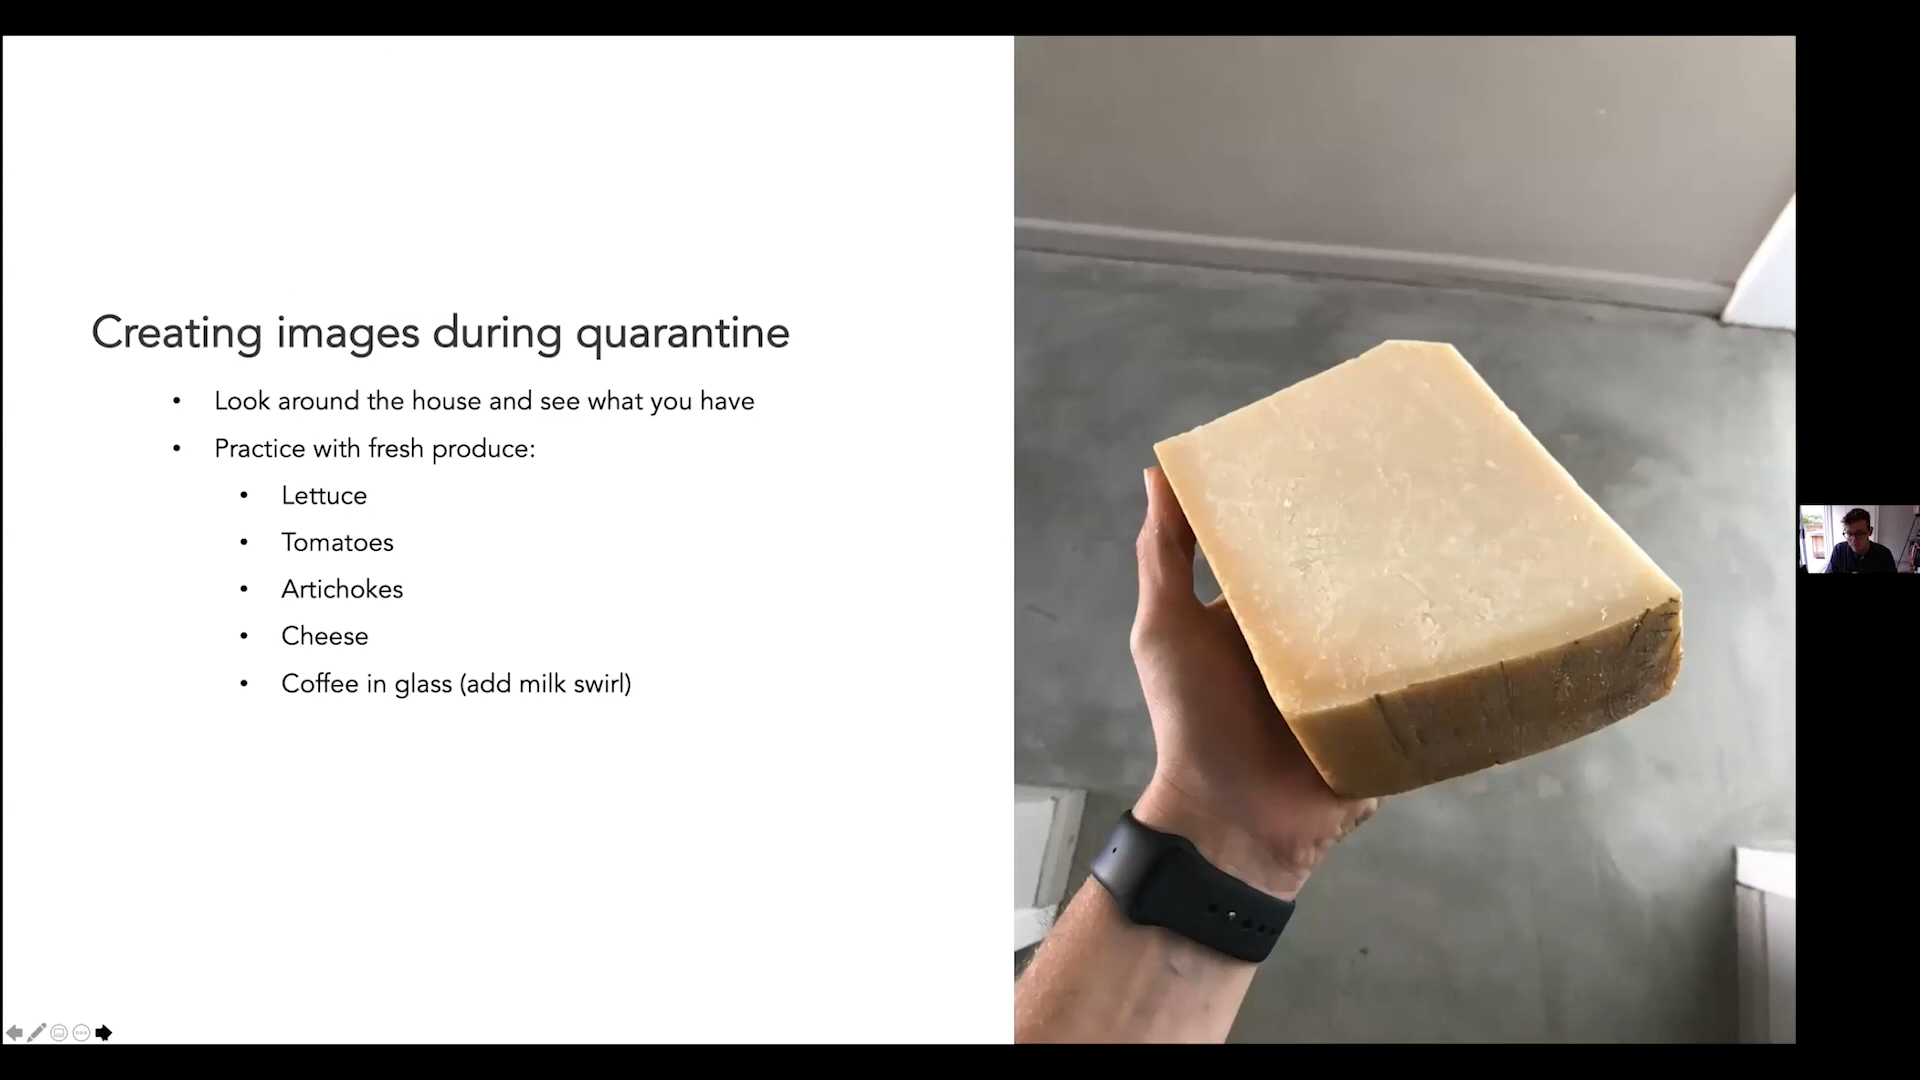 Creating images during quarantine
• Look around the house and see what you have
• Practice with fresh produce:
• Lettuce
• Tomatoes
• Artichokes
• Cheese
• Coffee in glass (add milk swirl)